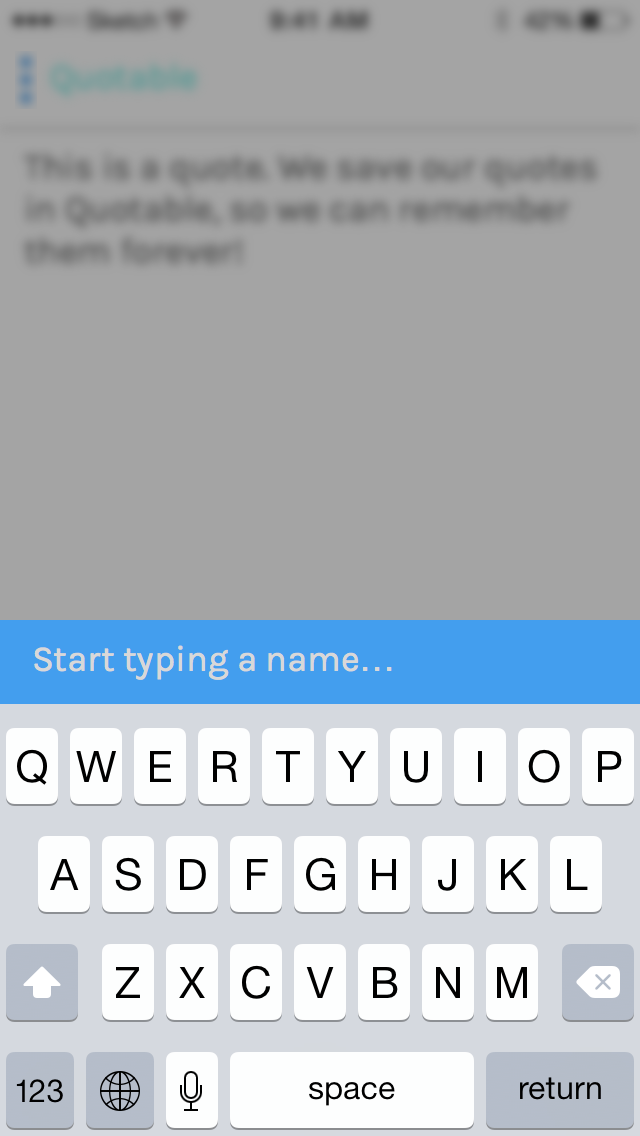 Sketch 9:41 AM 42%
Quotable
This is a quote. We save our quotes
in Quotable, so we can remember
them forever!
Start typing a name...
Q W E R T Y U I O P
A S D F G H J K L
Z X C V B N M
123 space return